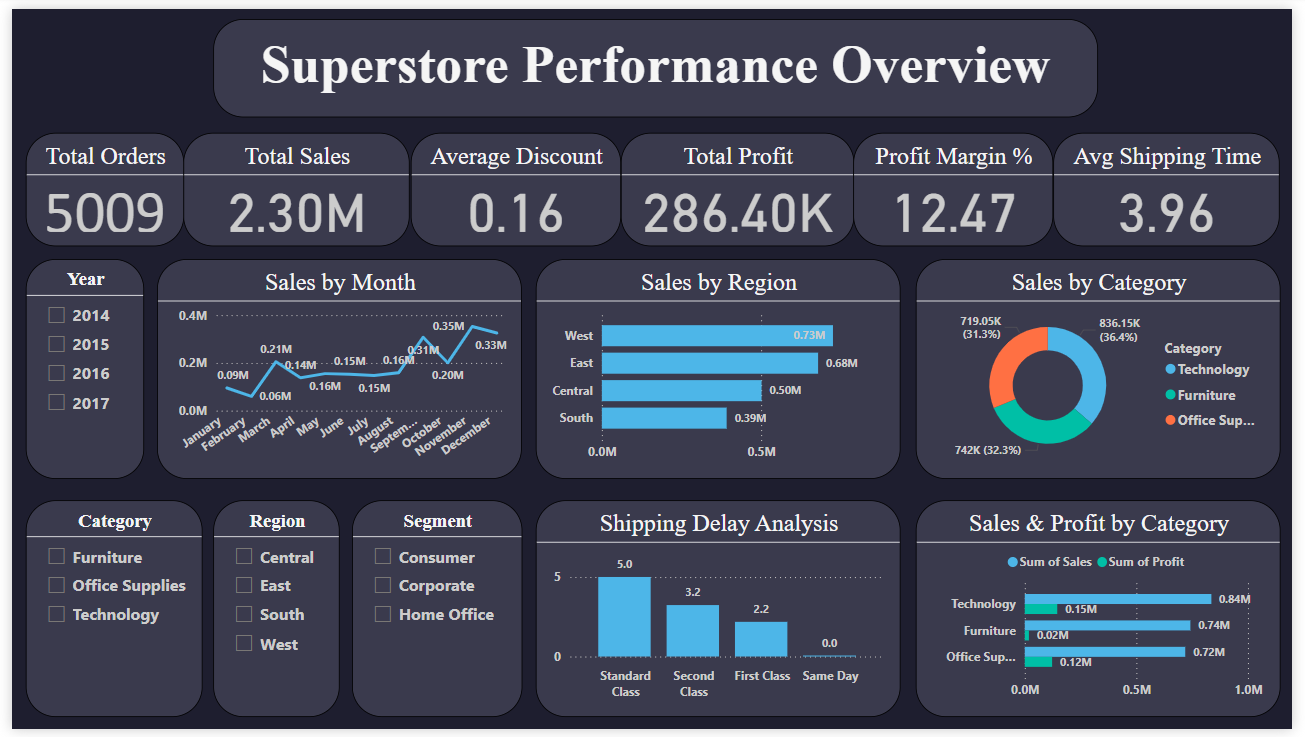 Superstore Performance Overview
Total Orders
5009
Total Sales
2.30M
Average Discount
0.16
Total Profit
286.40K
Profit Margin %
12.47
Avg Shipping Time
3.96
Year
2014
2015
2016
2017
Sales by Month
0.4M
0.2M
0.0M
0.09M
0.06M
0.21M
0.14M
0.16M
0.15M
0.15M
0.16M
0.31M
0.20M
0.35M
0.33M
January
February
March
April
May
June
July
August
Septem...
October
November
December
Sales by Region
West
0.73M
East
0.68M
Central
0.50M
South
0.39M
0.0M
0.5M
Sales by Category
719.05K
(31.3%)
836.15K
(36.4%)
742K (32.3%)
Category
Technology
Furniture
Office Sup...
Category
Furniture
Office Supplies
Technology
Region
Central
East
South
West
Segment
Consumer
Corporate
Home Office
Shipping Delay Analysis
5
0
5.0
3.2
2.2
0.0
Standard
Class
Second
Class
First Class
Same Day
Sales & Profit by Category
Sum of Sales
Sum of Profit
Technology
0.84M
0.15M
Furniture
0.74M
0.02M
Office Sup...
0.72M
0.12M
0.0M
0.5M
1.0M